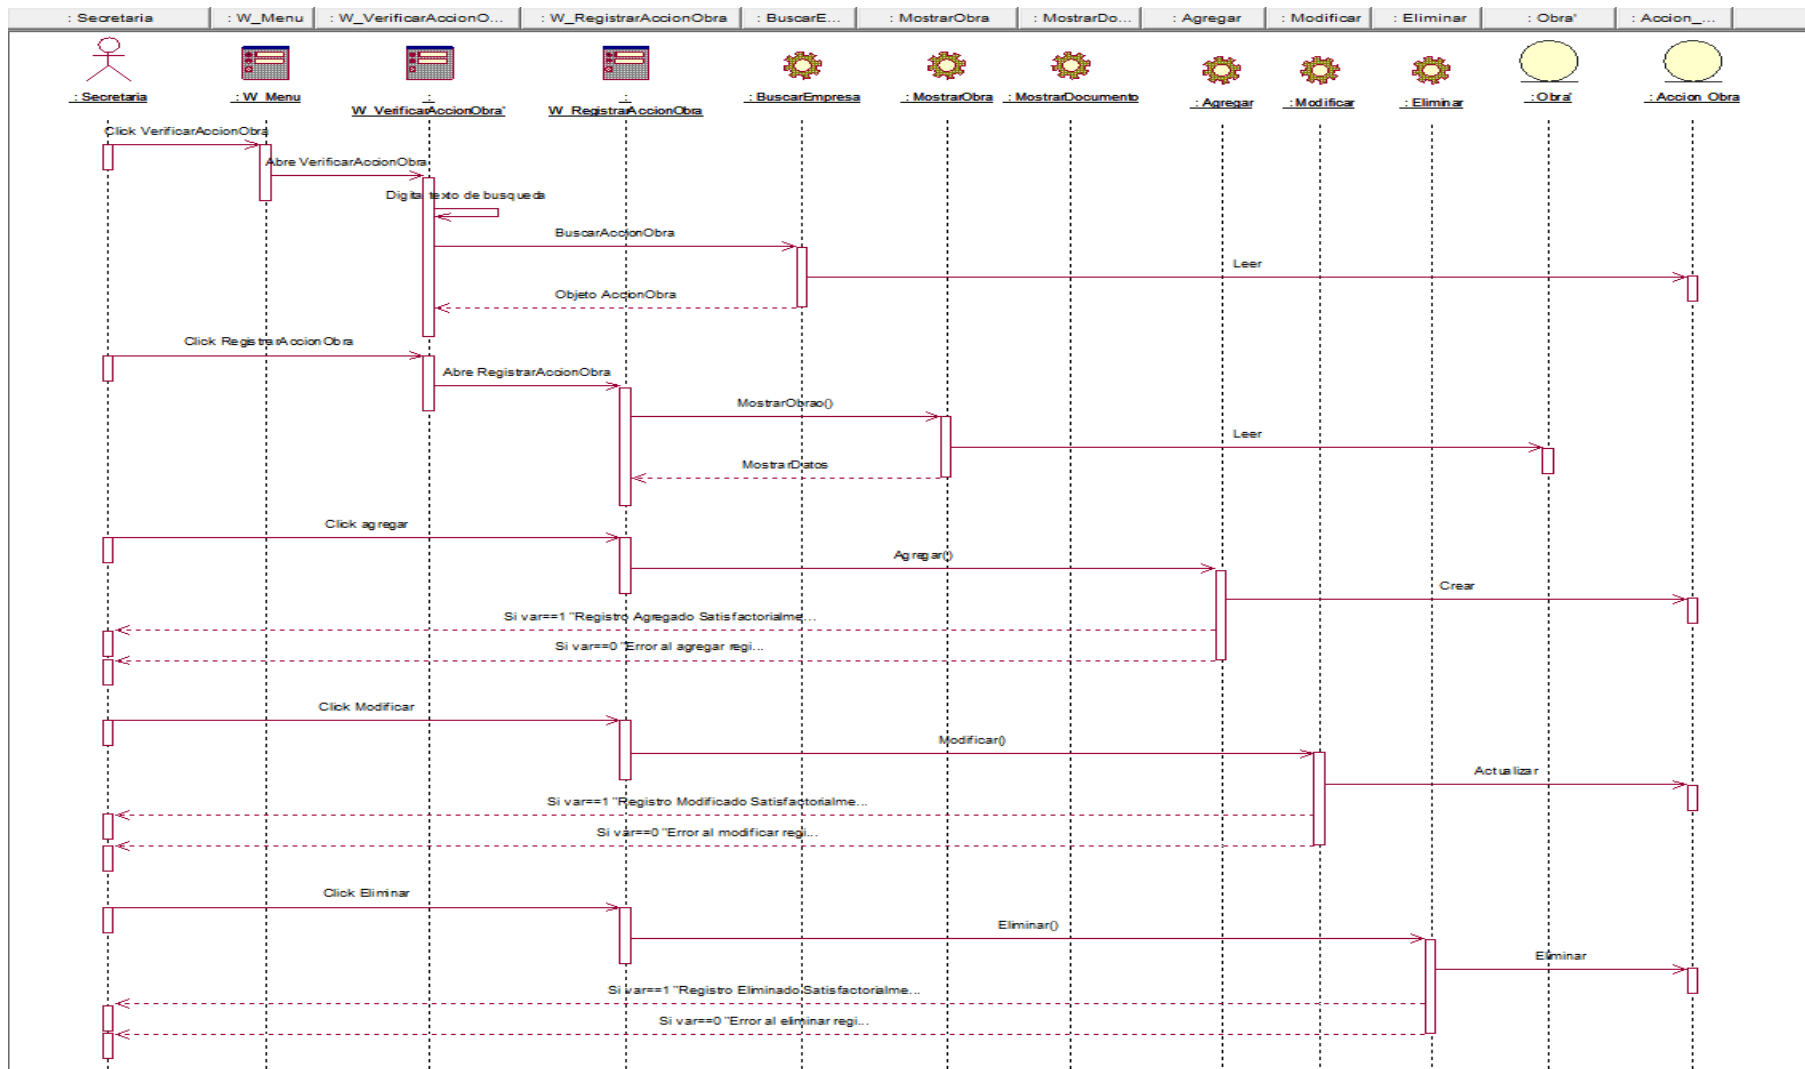 : Secretaria
: W_Menu
: W_VerificarAccionO...
: W_RegistrarAccionObra
: BuscarE...
: MostrarObra
: MostrarDo...
: Agregar
: Modificar
: Eliminar
: Obra'
: Accion_...
: Secretaria
: W_Menu
:
W_VerificarAccionObra'
:
W_RegistrarAccionObra
: BuscarEmpresa
: MostrarObra
: MostrarDocumento
: Agregar
: Modificar
: Eliminar
: Obra'
: Accion_Obra
Click VerificarAccionObra
Abre VerificarAccionObra
Digita texto de busqueda
BuscarAccionObra
Leer
Objeto AccionObra
Click RegistrarAccionObra
Abre RegistrarAccionObra
MostrarObrao()
Leer
MostrarDatos
Click agregar
Agregar()
Crear
Si var==1 "Registro Agregado Satisfactorialme...
Si var==0 "Error al agregar regi...
Click Modificar
Modificar()
Actualizar
Si var==1 "Registro Modificado Satisfactorialme...
Si var==0 "Error al modificar regi...
Click Eliminar
Eliminar()
Eliminar
Si var==1 "Registro Eliminado Satisfactorialme...
Si var==0 "Error al eliminar regi...